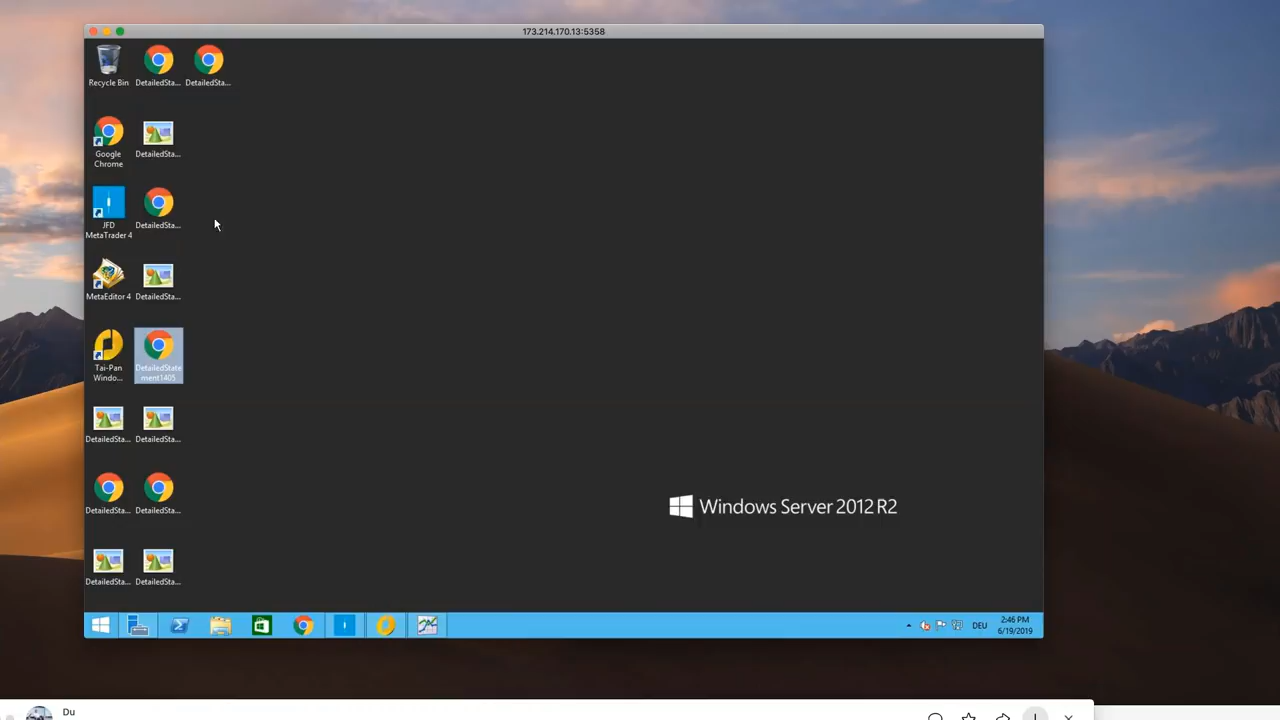 173.214.170.13:5358
Recycle Bin
DetailedSta...
DetailedSta...
Google
Chrome
DetailedSta...
JFD
MetaTrader 4
DetailedSta...
MetaEditor 4
DetailedSta...
Tai-Pan
Windo...
DetailedState
ment1405
DetailedSta...
DetailedSta...
DetailedSta...
DetailedSta...
DetailedSta...
DetailedSta...
Windows Server 2012 R2
DEU
2:46 PM
6/19/2019
Du